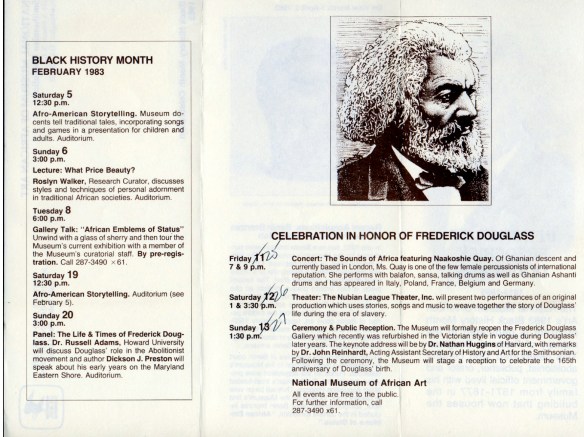 BLACK HISTORY MONTH
FEBRUARY 1983
Saturday 5
12:30 p.m.
Afro-American Storytelling. Museum do-
cents tell traditional tales, incorporating songs
and games in a presentation for children and
adults. Auditorium.
Sunday 6
3:00 p.m.
Lecture: What Price Beauty?
Roslyn Walker, Research Curator, discusses
styles and techniques of personal adornment
in traditional African societies. Auditorium.
Tuesday 8
6:00 p.m.
Gallery Talk: "African Emblems of Status"
Unwind with a glass of sherry and then tour the
Museum's current exhibition with a member of
the Museum's curatorial staff. By pre-regis-
tration. Call 287-3490 x61.
Saturday 19
Afro-American Storytelling. Auditorium (see
February 5).
Sunday 20
3:00 p.m.
Panel: The Life & Times of Frederick Doug-
lass. Dr. Russell Adams, Howard University
will discuss Douglass' role in the Abolitionist
movement and author Dickson J. Preston will
speak about his early years on the Maryland
Eastern Shore. Auditorium.
CELEBRATION IN HONOR OF FREDERICK DOUGLASS
Friday 11 25
7 & 9 p.m.
Concert: The Sounds of Africa featuring Naakoshie Quay. Of Ghanian descent and
currently based in London, Ms. Quay is one of the few female percussionists of international
reputation. She performs with balafon, sansa, talking drums as well as Ghanian Ashanti
drums and has appeared in Italy, Poland, France, Belgium and Germany.
Saturday 12 26
1 & 3:30 p.m.
Theater: The Nubian League Theater, Inc. will present two performances of an original
production which uses stories, songs and music to weave together the story of Douglass'
life during the era of slavery.
Sunday 13 27
1:30 p.m.
Ceremony & Public Reception. The Museum will formally reopen the Frederick Douglass
Gallery which recently was refurbished in the Victorian style in vogue during Douglass'
later years. The keynote address will be by Dr. Nathan Huggins of Harvard, with remarks
by Dr. John Reinhardt, Acting Assistant Secretary of History and Art for the Smithsonian.
Following the ceremony, the Museum will stage a reception to celebrate the 165th
anniversary of Douglass' birth.
National Museum of African Art
All events are free to the public.
For further information, call
287-3490 x61.